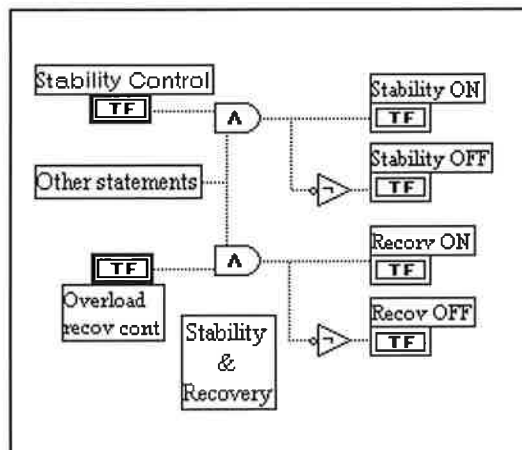 Stability Control
TF
∧
Stability ON
TF
Other statements
¬
Stability OFF
TF
TF
∧
Recorv ON
TF
Overload
recov cont
Stability
&
Recovery
¬
Recov OFF
TF